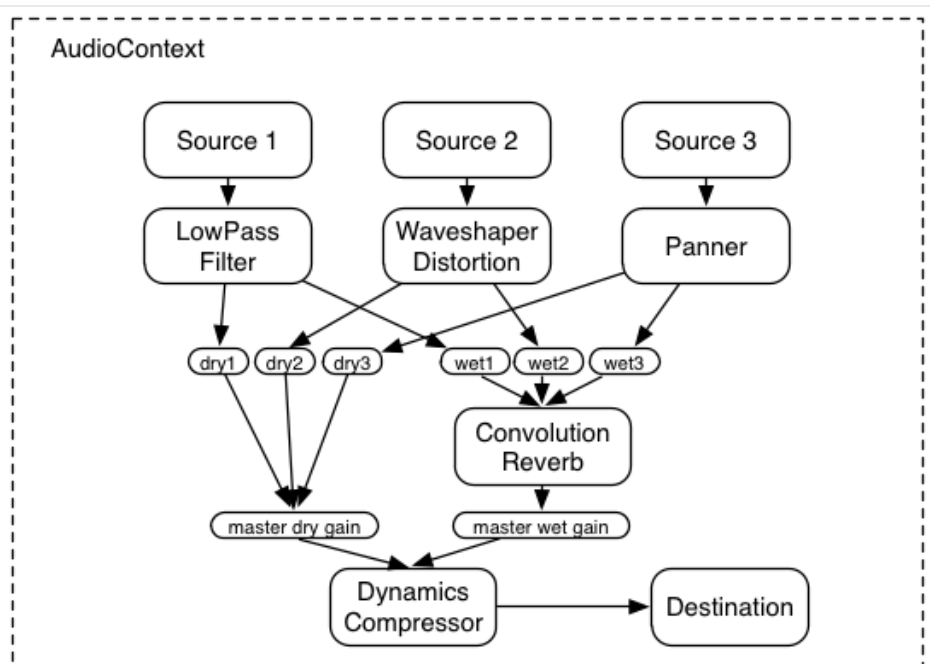 AudioContext
Source 1
Source 2
Source 3
LowPass
Filter
Waveshaper
Distortion
Panner
dry1
dry2
dry3
wet1
wet2
wet3
Convolution
Reverb
master dry gain
master wet gain
Dynamics
Compressor
Destination